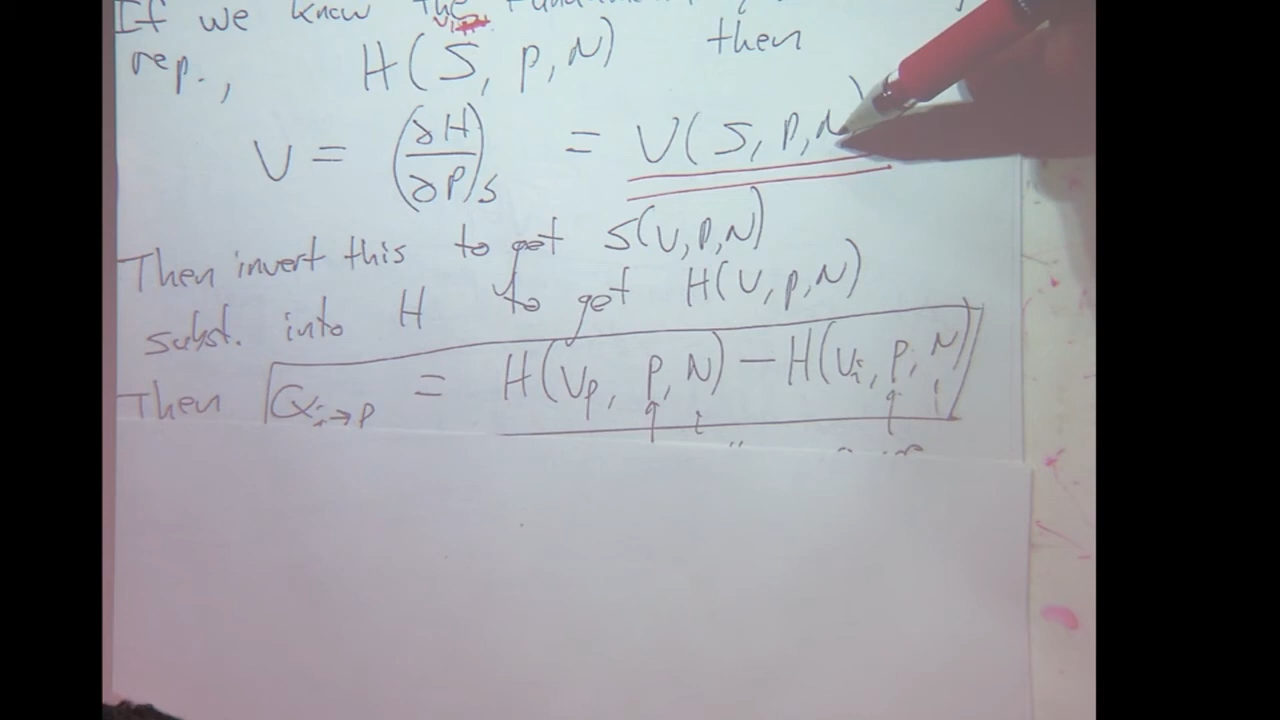 If we know the
rep., H(S, P, N) then
V = (∂H/∂P)_S = V(S, P, N
Then invert this to get S(V, P, N)
subst. into H to get H(V, P, N)
Then Q_{i→p} = H(V_p, P, N) − H(V_i, P, N)